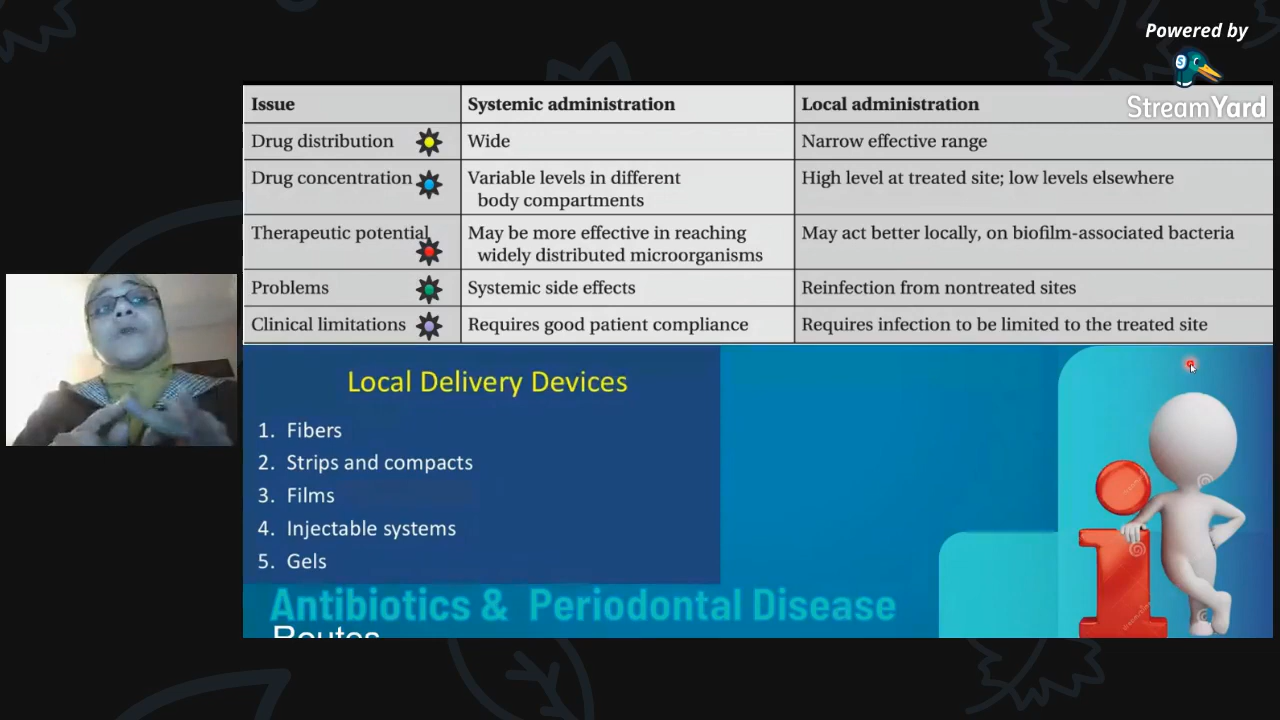 Powered by
StreamYard
Issue Systemic administration Local administration
Drug distribution Wide Narrow effective range
Drug concentration Variable levels in different High level at treated site; low levels elsewhere
body compartments
Therapeutic potential May be more effective in reaching May act better locally, on biofilm-associated bacteria
widely distributed microorganisms
Problems Systemic side effects Reinfection from nontreated sites
Clinical limitations Requires good patient compliance Requires infection to be limited to the treated site
Local Delivery Devices
1. Fibers
2. Strips and compacts
3. Films
4. Injectable systems
5. Gels
Antibiotics & Periodontal Disease
Routes